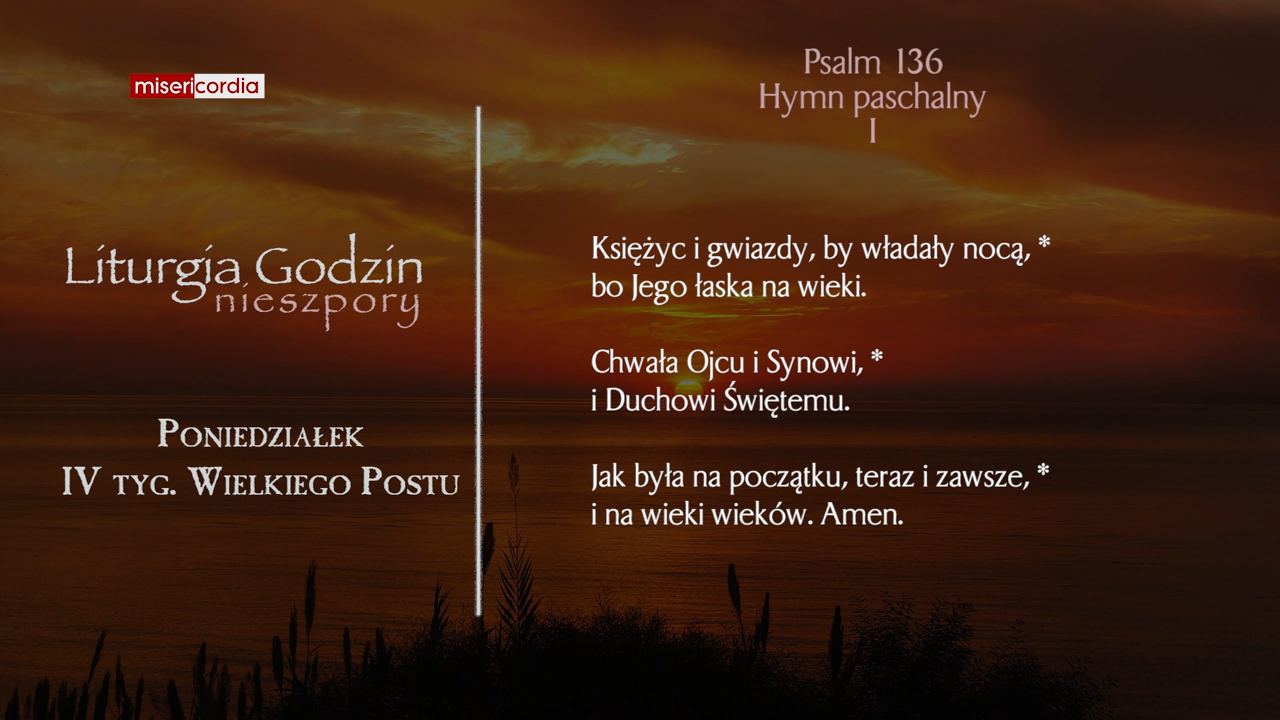 misericordia
Liturgia Godzin
nieszpory
Poniedziałek
IV tyg. Wielkiego Postu
Psalm 136
Hymn paschalny
I
Księżyc i gwiazdy, by władały nocą, *
bo Jego łaska na wieki.
Chwała Ojcu i Synowi, *
i Duchowi Świętemu.
Jak była na początku, teraz i zawsze, *
i na wieki wieków. Amen.